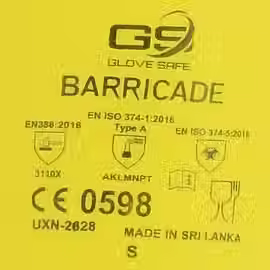 G9
GLOVE SAFE
BARRICADE
EN ISO 374-1:2016
Type A
EN388:2016
EN ISO 374-5:2016
3110X
AKLMNPT
CE 0598
UXN-2628
MADE IN SRI LANKA
S